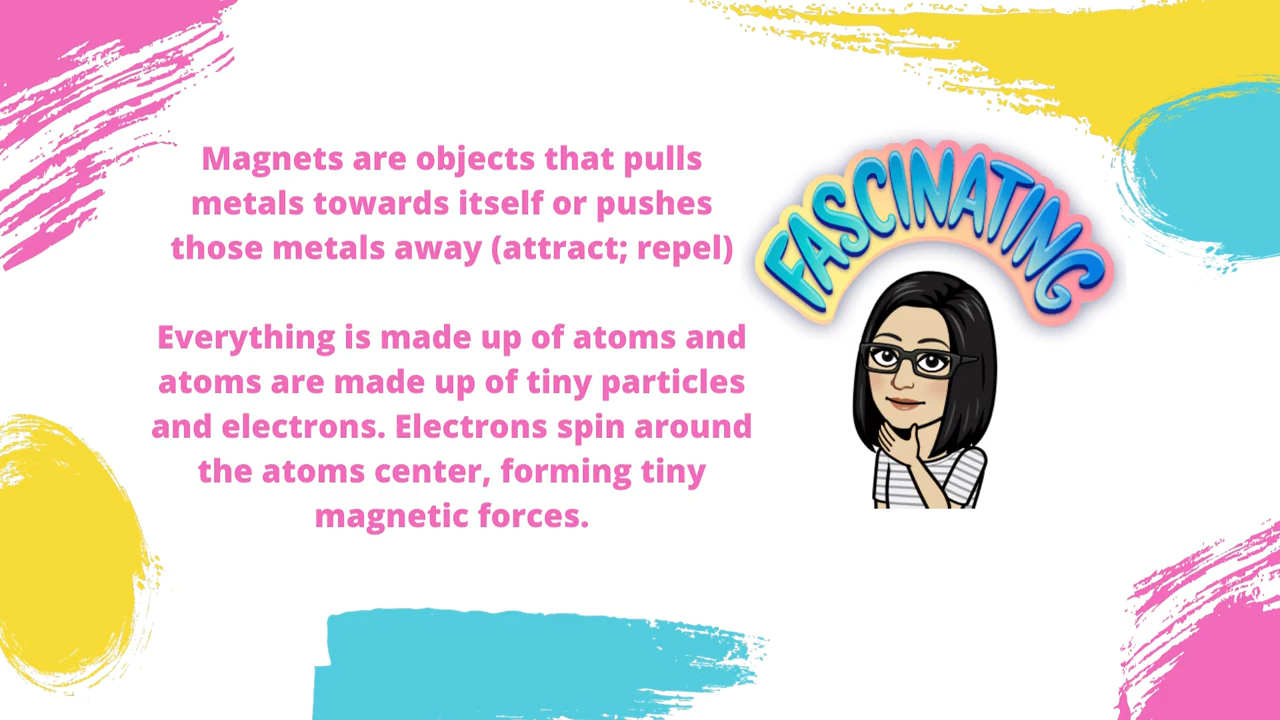 Magnets are objects that pulls
metals towards itself or pushes
those metals away (attract; repel)
Everything is made up of atoms and
atoms are made up of tiny particles
and electrons. Electrons spin around
the atoms center, forming tiny
magnetic forces.
FASCINATING